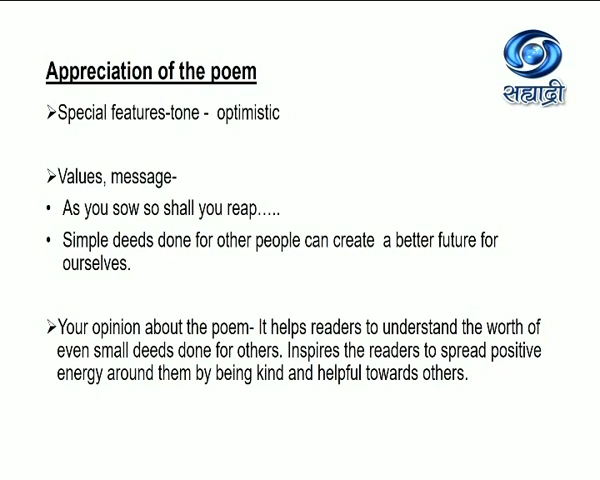 Appreciation of the poem
सह्याद्री
➢Special features-tone - optimistic
➢Values, message-
• As you sow so shall you reap…..
• Simple deeds done for other people can create a better future for
ourselves.
➢Your opinion about the poem- It helps readers to understand the worth of
even small deeds done for others. Inspires the readers to spread positive
energy around them by being kind and helpful towards others.